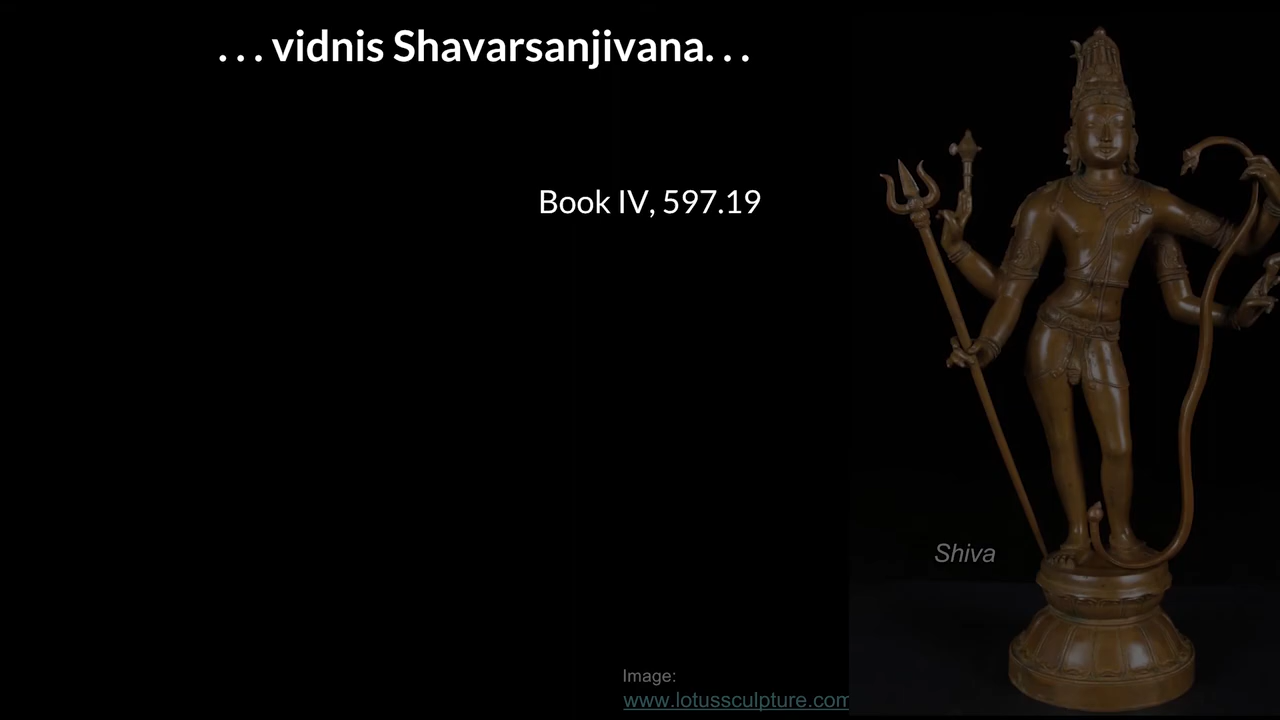 . . . vidnis Shavarsanjivana. . .
Book IV, 597.19
Shiva
Image:
www.lotussculpture.com